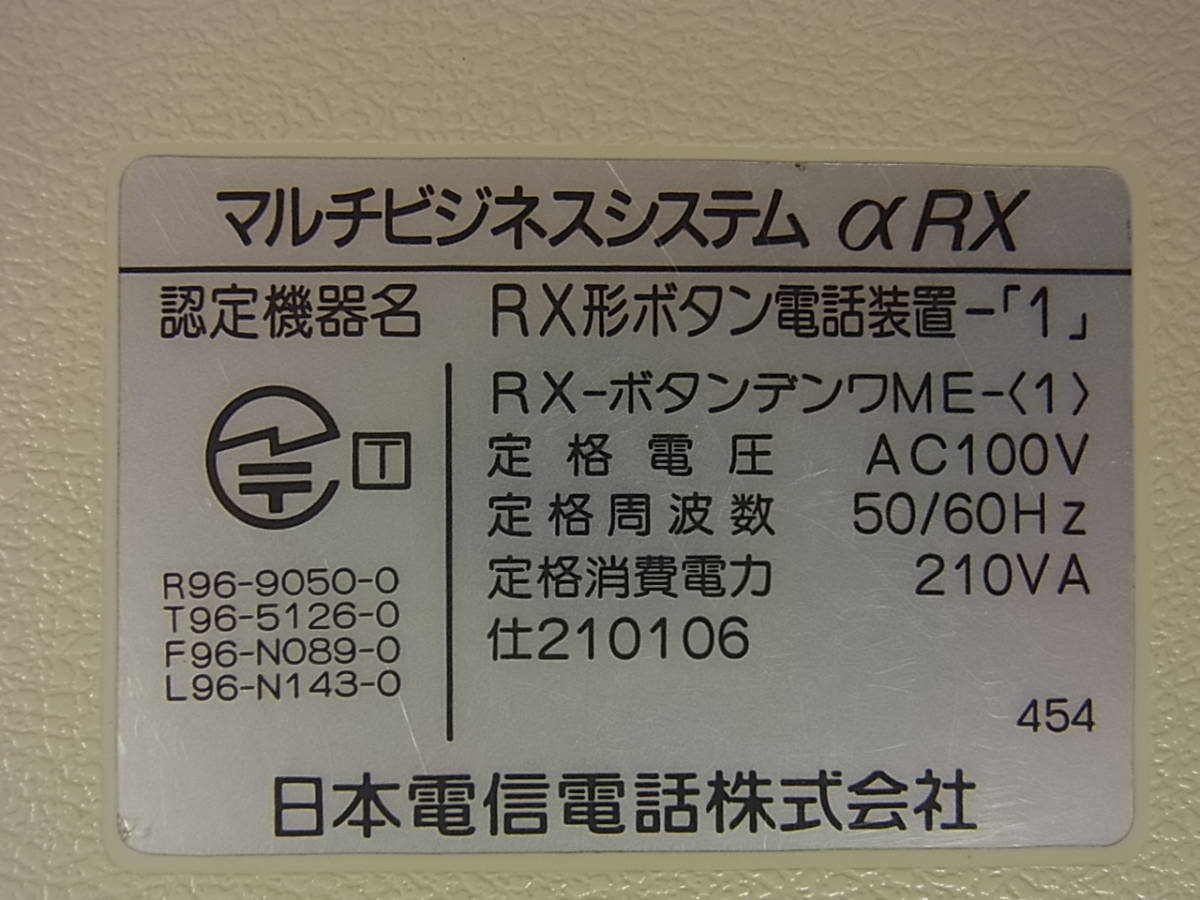 マルチビジネスシステム αRX
認定機器名 RX形ボタン電話装置-「1」
T
R96-9050-0
T96-5126-0
F96-N089-0
L96-N143-0
RX-ボタンデンワME-〈1〉
定格電圧 AC100V
定格周波数 50/60Hz
定格消費電力 210VA
仕210106
454
日本電信電話株式会社